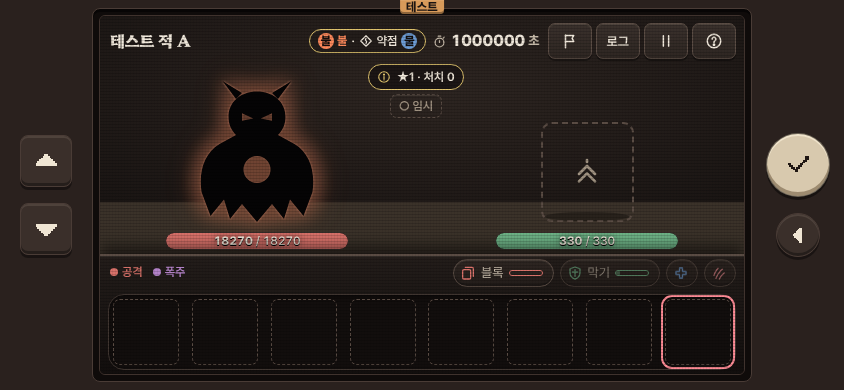 테스트
테스트 적 A
불 불 · 약점 물
1000000 초
로그
★1 · 처치 0
임시
18270 / 18270
330 / 330
공격
폭주
블록
막기